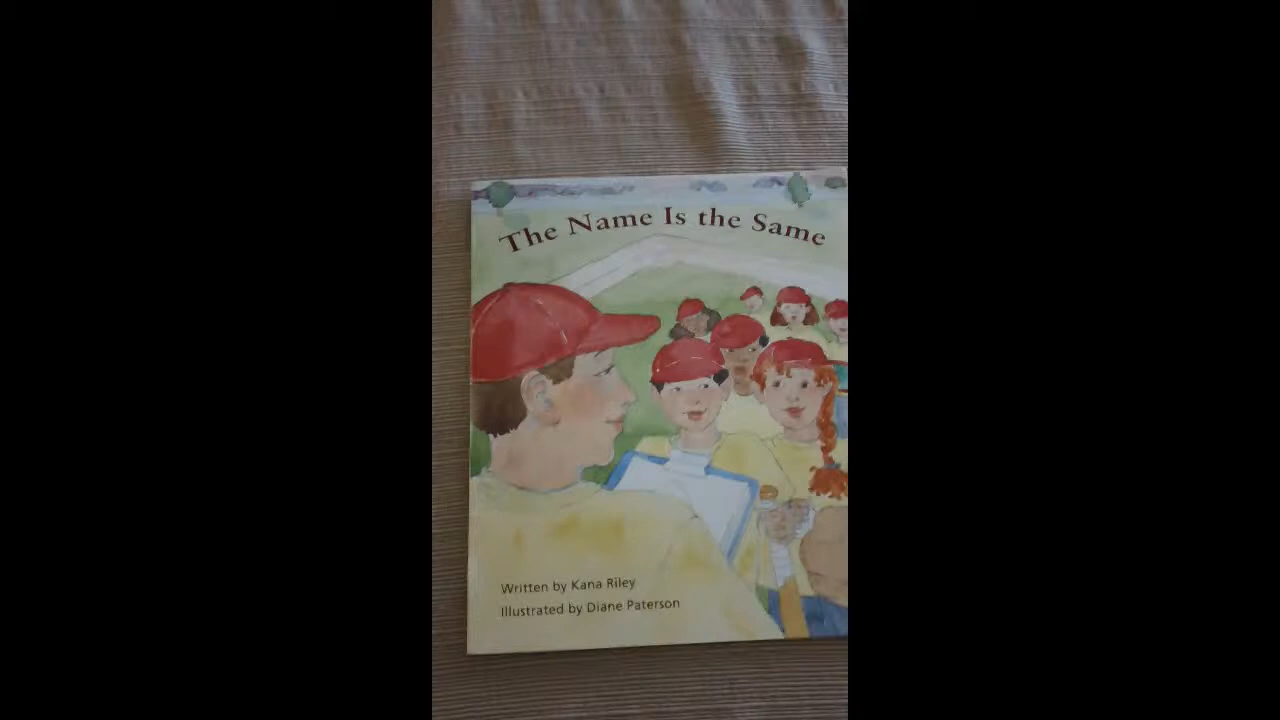 The Name Is the Same
Written by Kana Riley
Illustrated by Diane Paterson